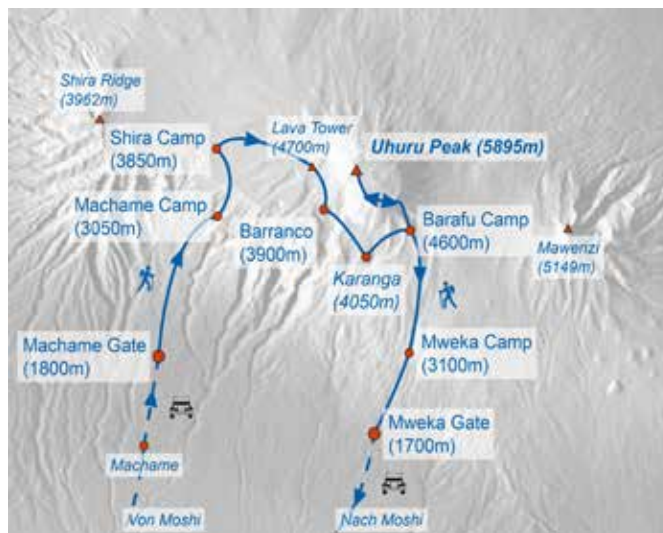 Shira Ridge
(3962m)
Shira Camp
(3850m)
Lava Tower
(4700m)
Uhuru Peak (5895m)
Machame Camp
(3050m)
Barranco
(3900m)
Barafu Camp
(4600m)
Mawenzi
(5149m)
Karanga
(4050m)
Machame Gate
(1800m)
Mweka Camp
(3100m)
Mweka Gate
(1700m)
Machame
Von Moshi
Nach Moshi